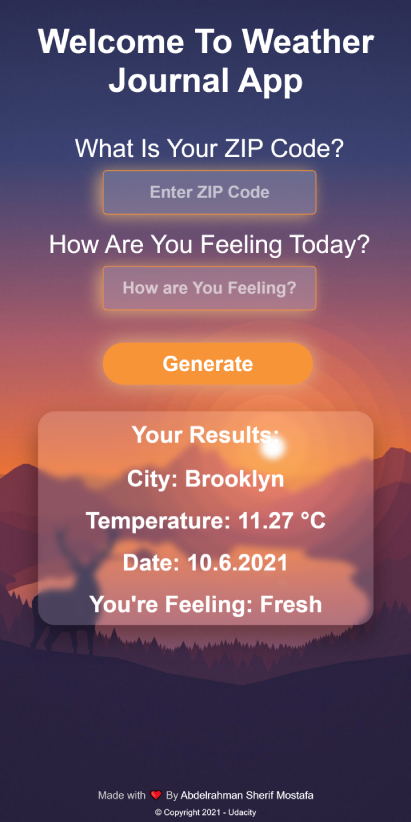 Welcome To Weather
Journal App
What Is Your ZIP Code?
Enter ZIP Code
How Are You Feeling Today?
How are You Feeling?
Generate
Your Results:
City: Brooklyn
Temperature: 11.27 °C
Date: 10.6.2021
You're Feeling: Fresh
Made with ❤ By Abdelrahman Sherif Mostafa
© Copyright 2021 - Udacity